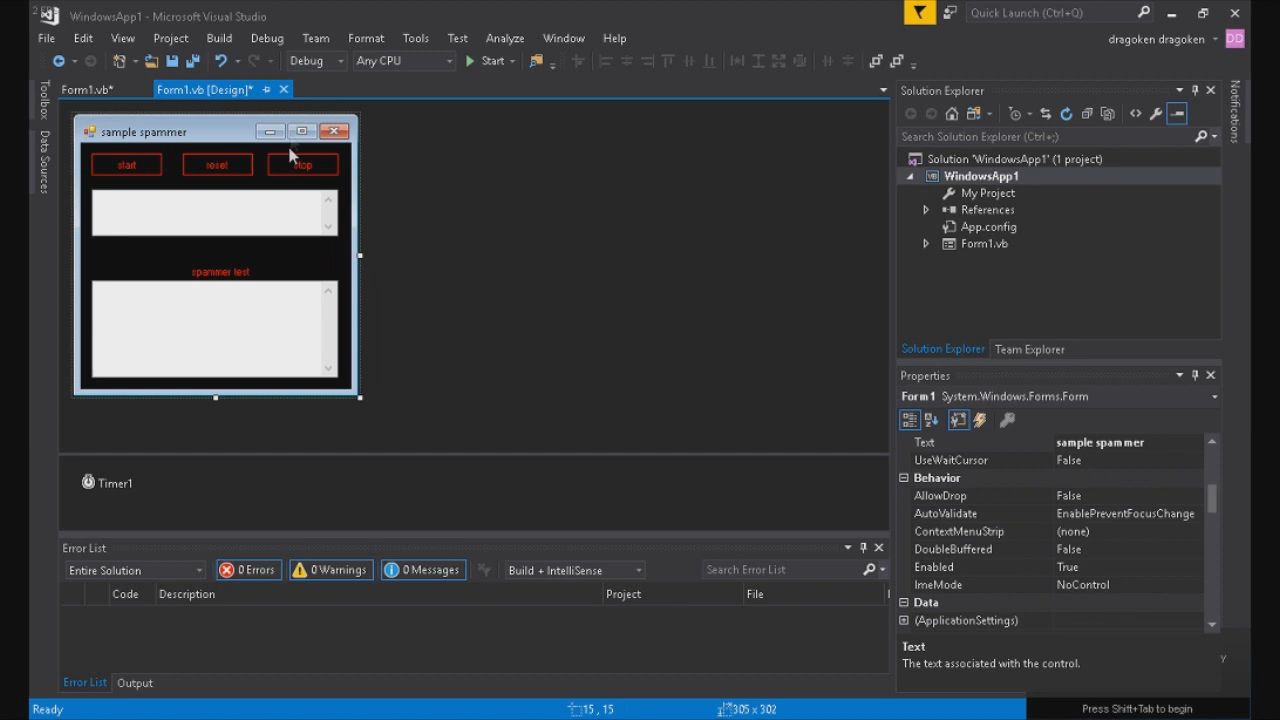 WindowsApp1 - Microsoft Visual Studio
Quick Launch (Ctrl+Q)
File Edit View Project Build Debug Team Format Tools Test Analyze Window Help
dragoken dragoken DD
Debug Any CPU Start
Form1.vb* Form1.vb [Design]*
Toolbox
Data Sources
sample spammer
start reset stop
spammer test
Timer1
Error List
Entire Solution 0 Errors 0 Warnings 0 Messages Build + IntelliSense Search Error List
Code Description Project File
Error List Output
Solution Explorer
Search Solution Explorer (Ctrl+;)
Solution 'WindowsApp1' (1 project)
VB WindowsApp1
My Project
References
App.config
Form1.vb
Solution Explorer Team Explorer
Notifications
Properties
Form1 System.Windows.Forms.Form
Text sample spammer
UseWaitCursor False
Behavior
AllowDrop False
AutoValidate EnablePreventFocusChange
ContextMenuStrip (none)
DoubleBuffered False
Enabled True
ImeMode NoControl
Data
(ApplicationSettings)
Text
The text associated with the control.
Ready 15 , 15 305 x 302
Press Shift+Tab to begin